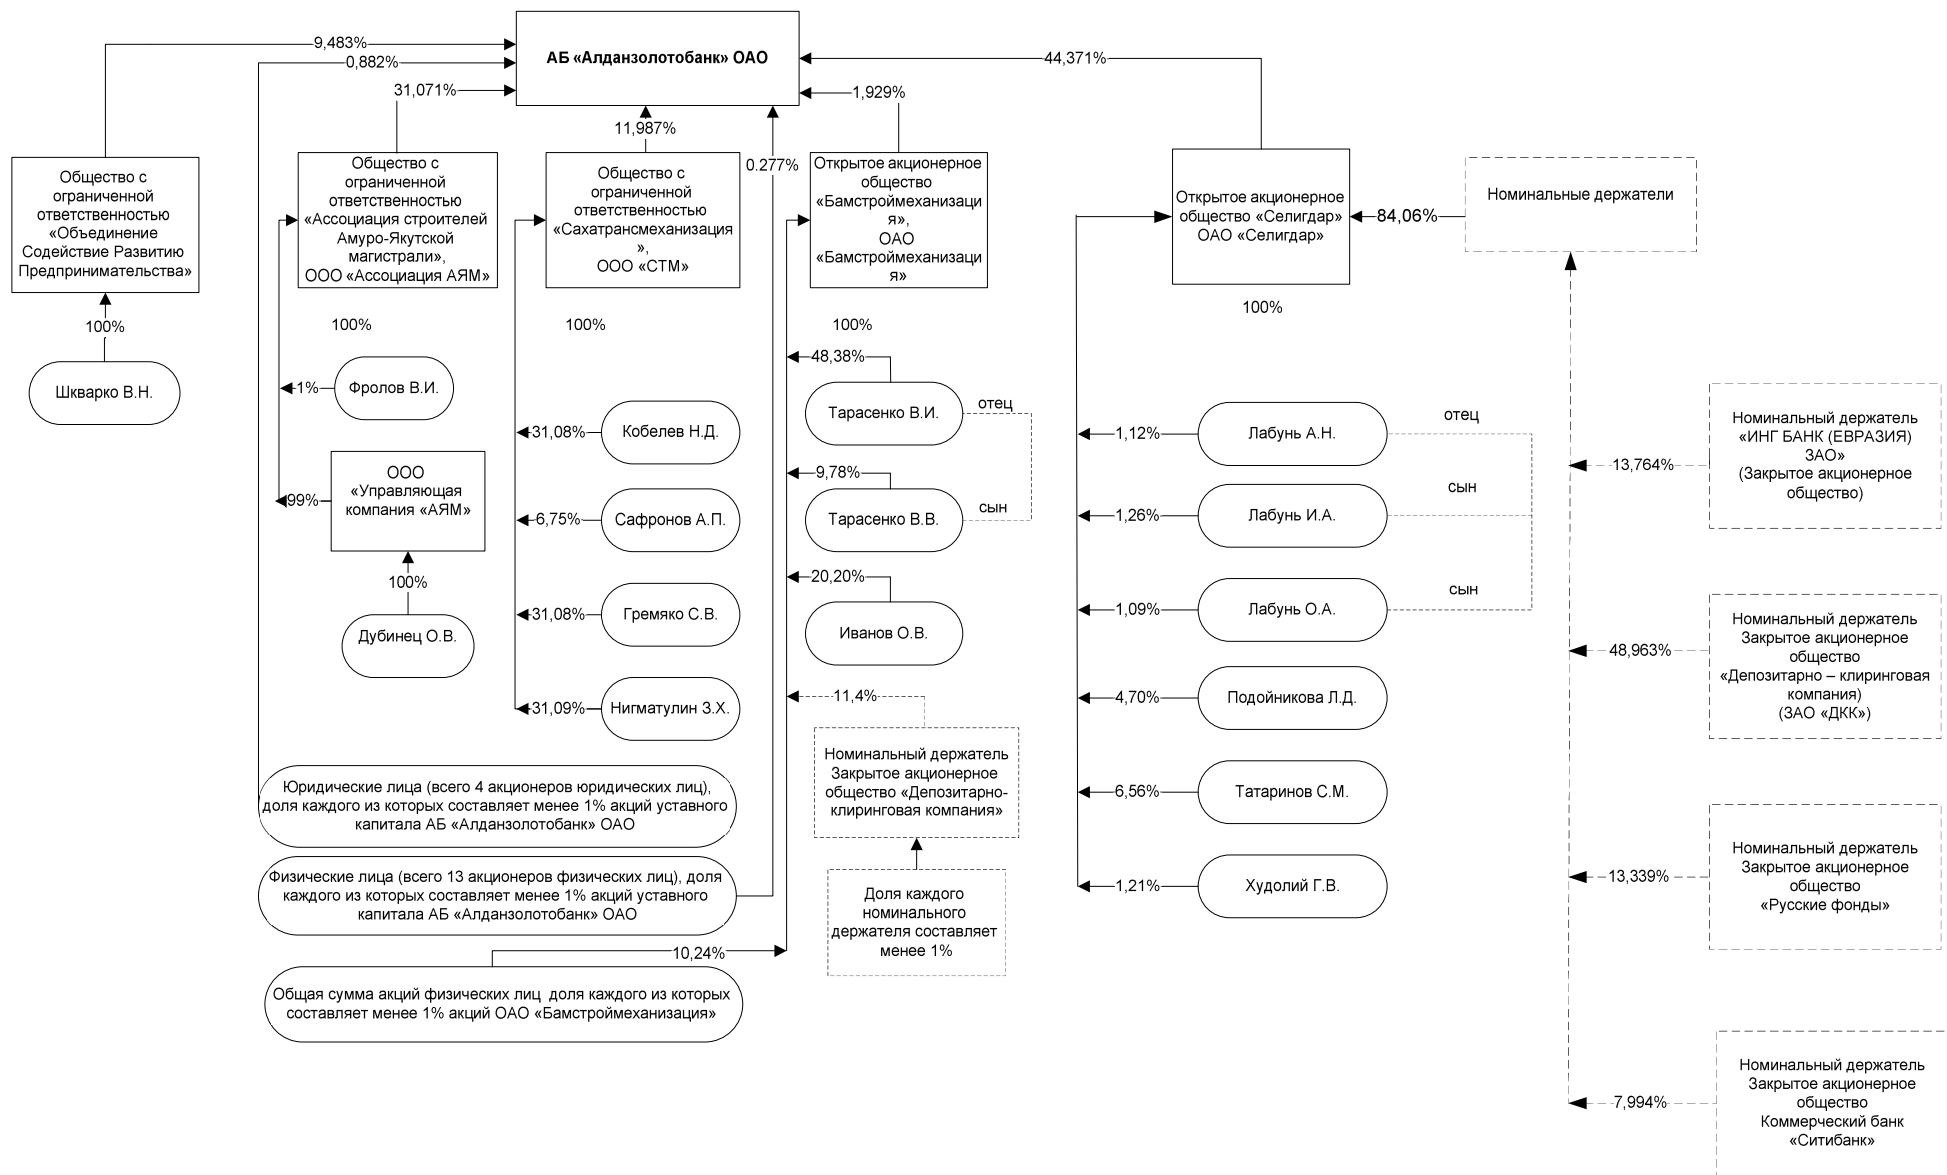 АБ «Алданзолотобанк» ОАО
9,483%
0,882%
31,071%
11,987%
0.277%
1,929%
44,371%
Общество с
ограниченной
ответственностью
«Объединение
Содействие Развитию
Предпринимательства»
100%
Шкварко В.Н.
Общество с
ограниченной
ответственностью
«Ассоциация строителей
Амуро-Якутской
магистрали»,
ООО «Ассоциация АЯМ»
100%
1%
Фролов В.И.
99%
ООО
«Управляющая
компания «АЯМ»
100%
Дубинец О.В.
Общество с
ограниченной
ответственностью
«Сахатрансмеханизация
»,
ООО «СТМ»
100%
31,08%
Кобелев Н.Д.
6,75%
Сафронов А.П.
31,08%
Гремяко С.В.
31,09%
Нигматулин З.Х.
Открытое акционерное
общество
«Бамстроймеханизаци
я»,
ОАО
«Бамстроймеханизаци
я»
100%
48,38%
Тарасенко В.И.
отец
9,78%
Тарасенко В.В.
сын
20,20%
Иванов О.В.
11,4%
Номинальный держатель
Закрытое акционерное
общество «Депозитарно-
клиринговая компания»
Доля каждого
номинального
держателя составляет
менее 1%
Юридические лица (всего 4 акционеров юридических лиц),
доля каждого из которых составляет менее 1% акций уставного
капитала АБ «Алданзолотобанк» ОАО
Физические лица (всего 13 акционеров физических лиц), доля
каждого из которых составляет менее 1% акций уставного
капитала АБ «Алданзолотобанк» ОАО
10,24%
Общая сумма акций физических лиц доля каждого из которых
составляет менее 1% акций ОАО «Бамстроймеханизация»
Открытое акционерное
общество «Селигдар»
ОАО «Селигдар»
100%
84,06%
Номинальные держатели
1,12%
Лабунь А.Н.
отец
1,26%
Лабунь И.А.
сын
1,09%
Лабунь О.А.
сын
4,70%
Подойникова Л.Д.
6,56%
Татаринов С.М.
1,21%
Худолий Г.В.
13,764%
Номинальный держатель
«ИНГ БАНК (ЕВРАЗИЯ)
ЗАО»
(Закрытое акционерное
общество)
48,963%
Номинальный держатель
Закрытое акционерное
общество
«Депозитарно – клиринговая
компания)
(ЗАО «ДКК»)
13,339%
Номинальный держатель
Закрытое акционерное
общество
«Русские фонды»
7,994%
Номинальный держатель
Закрытое акционерное
общество
Коммерческий банк
«Ситибанк»